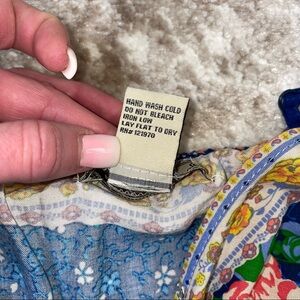 HAND WASH COLD
DO NOT BLEACH
IRON LOW
LAY FLAT TO DRY
RN# 121970